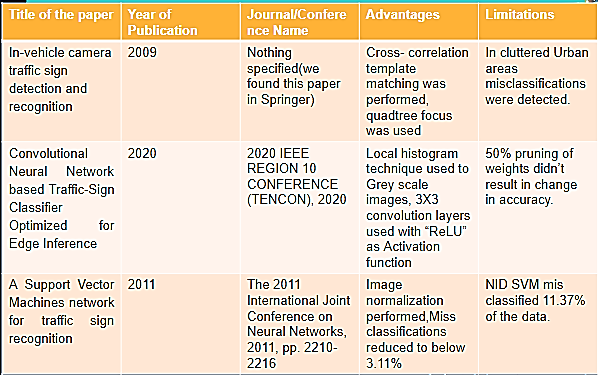 Title of the paper
Year of
Publication
Journal/Confere
nce Name
Advantages
Limitations
In-vehicle camera
traffic sign
detection and
recognition
2009
Nothing
specified(we
found this paper
in Springer)
Cross- correlation
template
matching was
performed,
quadtree focus
was used
In cluttered Urban
areas
misclassifications
were detected.
Convolutional
Neural Network
based Traffic-Sign
Classifier
Optimized for
Edge Inference
2020
2020 IEEE
REGION 10
CONFERENCE
(TENCON), 2020
Local histogram
technique used to
Grey scale
images, 3X3
convolution layers
used with “ReLU”
as Activation
function
50% pruning of
weights didn’t
result in change
in accuracy.
A Support Vector
Machines network
for traffic sign
recognition
2011
The 2011
International Joint
Conference on
Neural Networks,
2011, pp. 2210-
2216
Image
normalization
performed,Miss
classifications
reduced to below
3.11%
NID SVM mis
classified 11.37%
of the data.